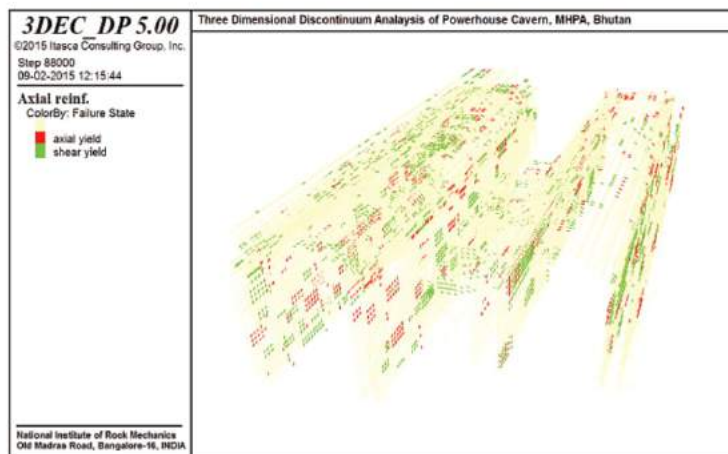 3DEC_DP 5.00
©2015 Itasca Consulting Group, Inc.
Step 88000
09-02-2015 12:15:44
Axial reinf.
ColorBy: Failure State
axial yield
shear yield
National Institute of Rock Mechanics
Old Madras Road, Bangalore-16, INDIA
Three Dimensional Discontinuum Analaysis of Powerhouse Cavern, MHPA, Bhutan